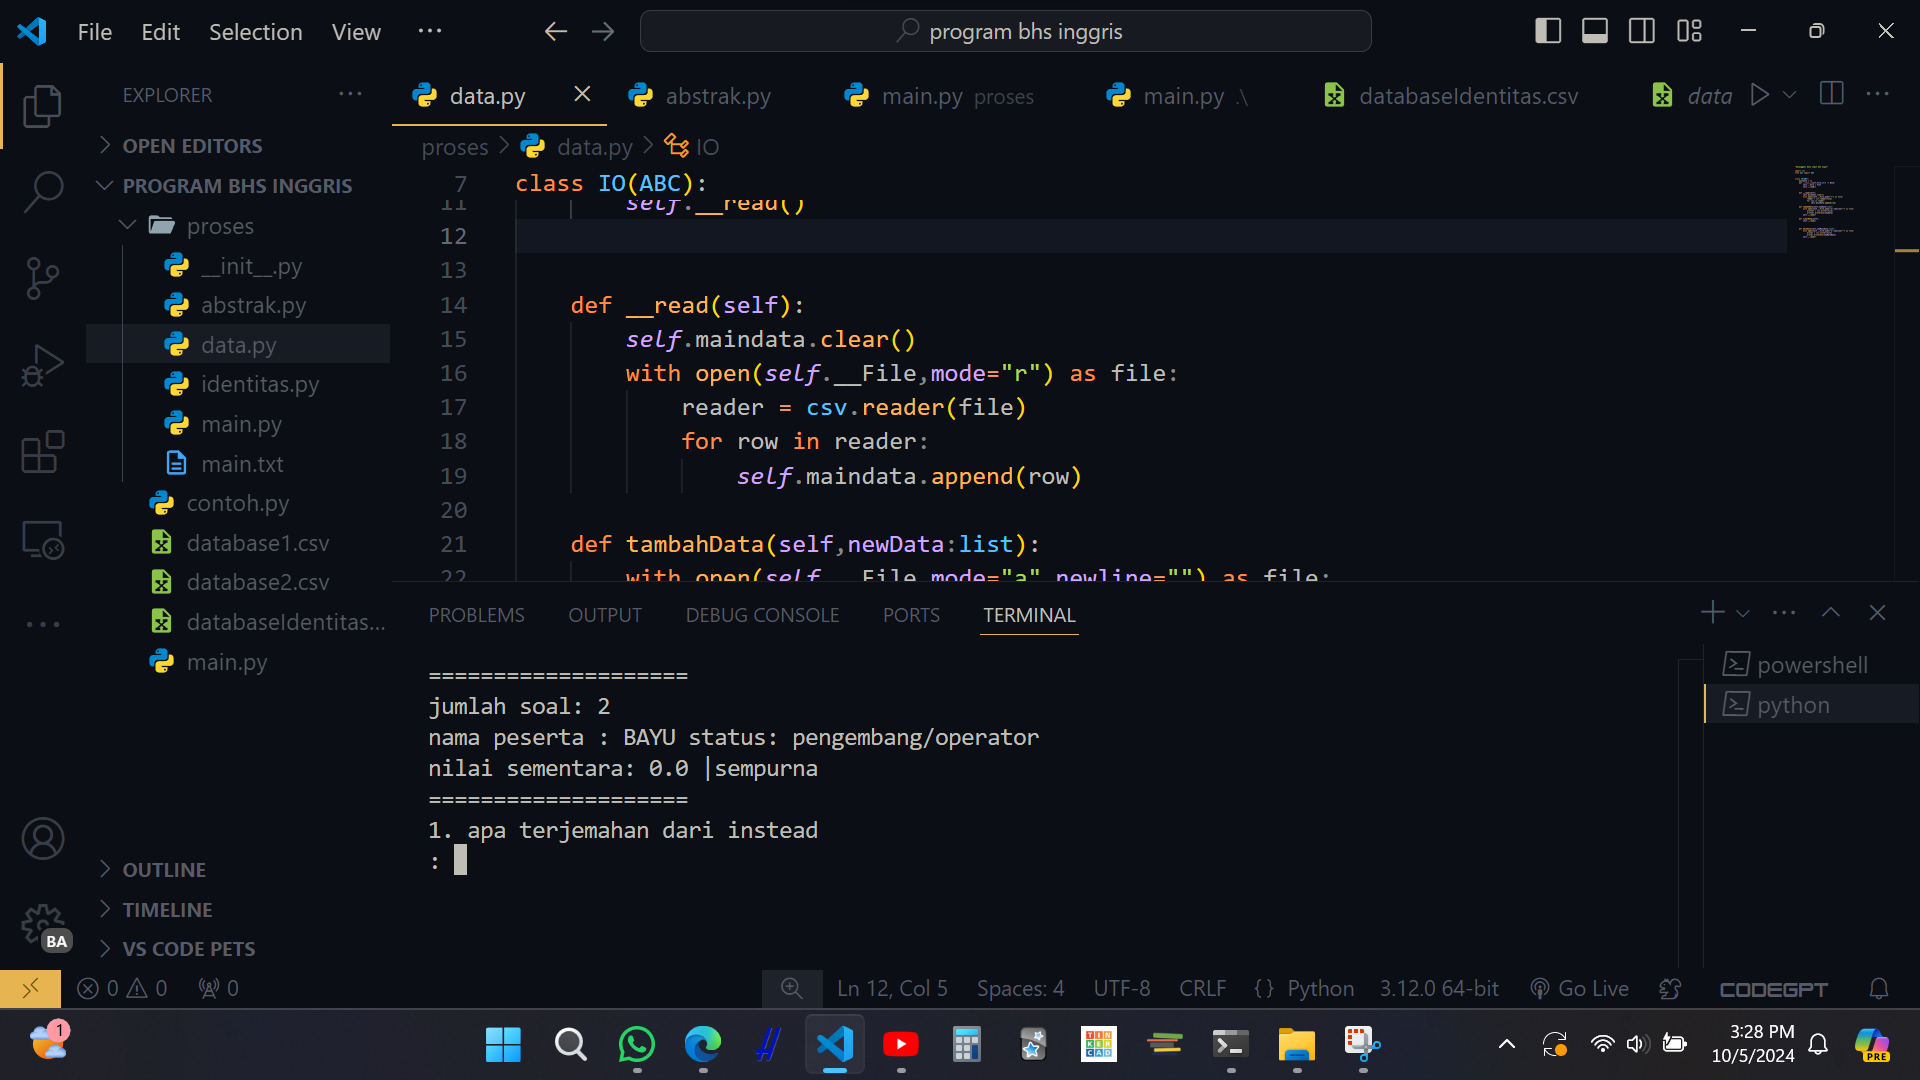 File Edit Selection View ··· program bhs inggris
EXPLORER ···
OPEN EDITORS
PROGRAM BHS INGGRIS
proses
__init__.py
abstrak.py
data.py
identitas.py
main.py
main.txt
contoh.py
database1.csv
database2.csv
databaseIdentitas...
main.py
OUTLINE
TIMELINE
VS CODE PETS
BA
data.py abstrak.py main.py proses main.py .\ databaseIdentitas.csv data
proses > data.py > IO
7 class IO(ABC):
11 self.__read()
12
13
14 def __read(self):
15 self.maindata.clear()
16 with open(self.__File,mode="r") as file:
17 reader = csv.reader(file)
18 for row in reader:
19 self.maindata.append(row)
20
21 def tambahData(self,newData:list):
22 with open(self.__File,mode="a",newline="") as file:
PROBLEMS OUTPUT DEBUG CONSOLE PORTS TERMINAL
====================
jumlah soal: 2
nama peserta : BAYU status: pengembang/operator
nilai sementara: 0.0 |sempurna
====================
1. apa terjemahan dari instead
:
powershell
python
0 0 0 Ln 12, Col 5 Spaces: 4 UTF-8 CRLF {} Python 3.12.0 64-bit Go Live CODEGPT
1
TINKERCAD
3:28 PM
10/5/2024
PRE